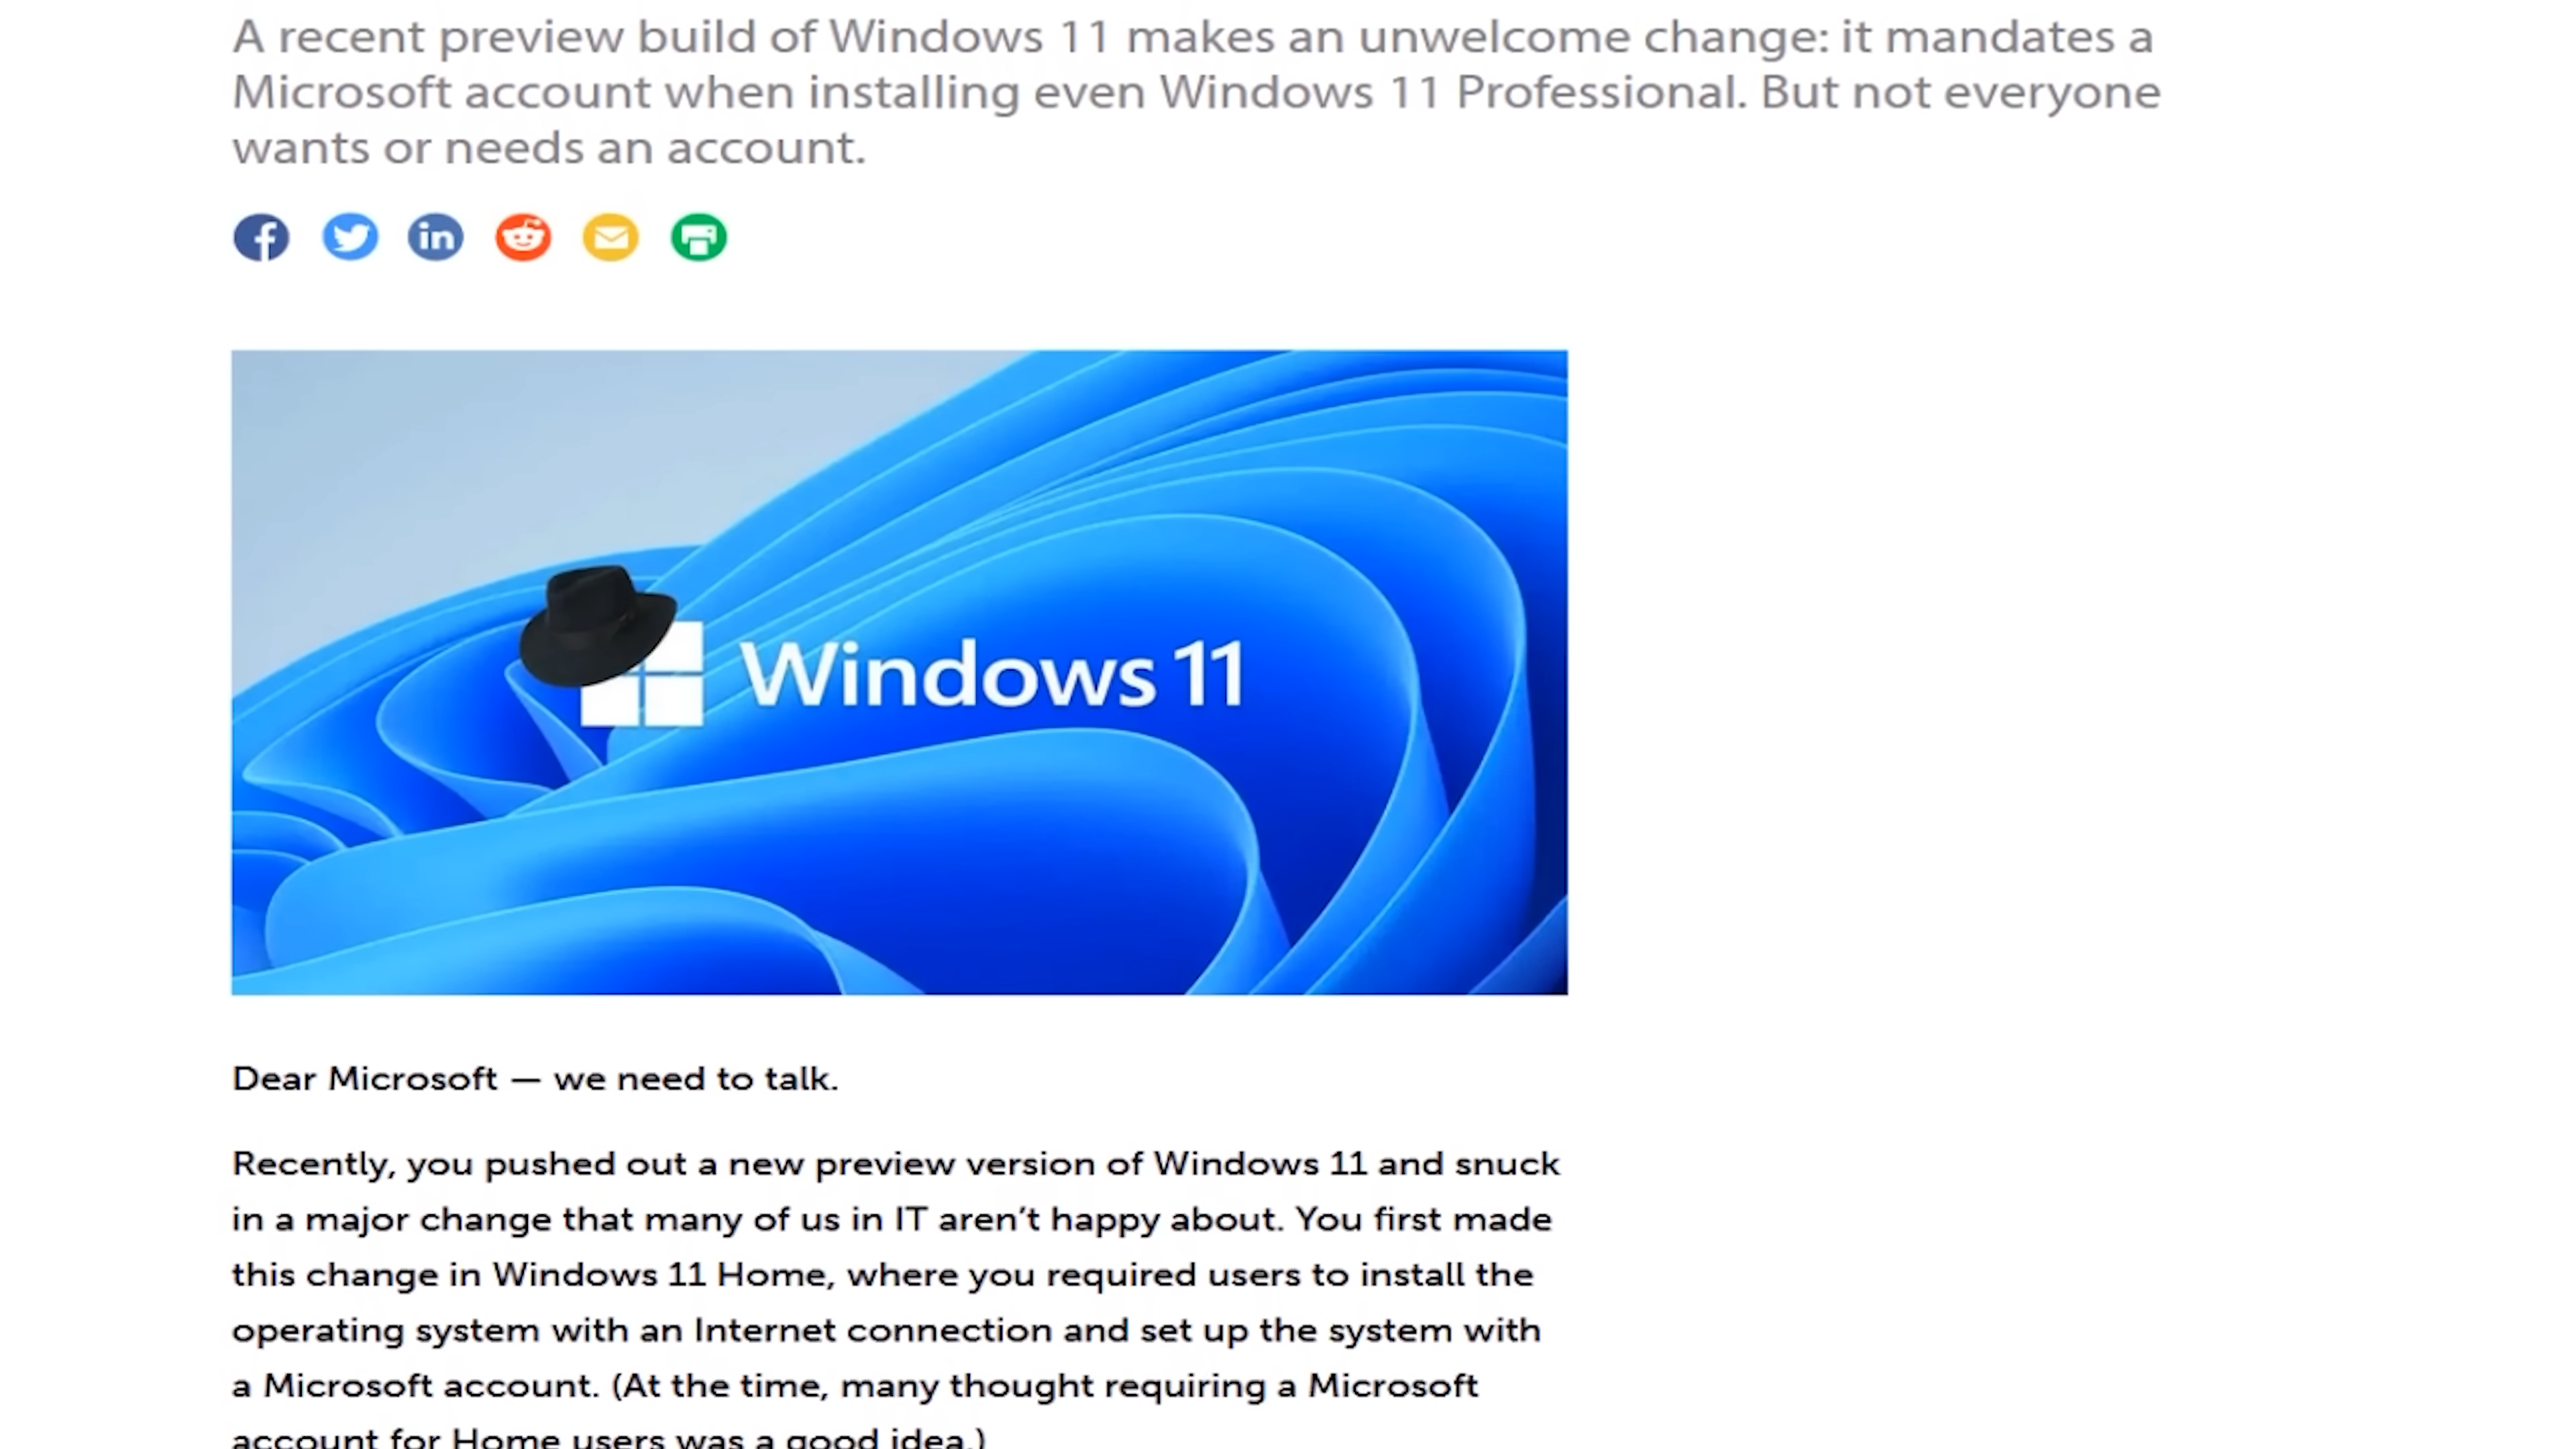 A recent preview build of Windows 11 makes an unwelcome change: it mandates a
Microsoft account when installing even Windows 11 Professional. But not everyone
wants or needs an account.
f
in
Windows 11
Dear Microsoft — we need to talk.
Recently, you pushed out a new preview version of Windows 11 and snuck
in a major change that many of us in IT aren’t happy about. You first made
this change in Windows 11 Home, where you required users to install the
operating system with an Internet connection and set up the system with
a Microsoft account. (At the time, many thought requiring a Microsoft
account for Home users was a good idea.)